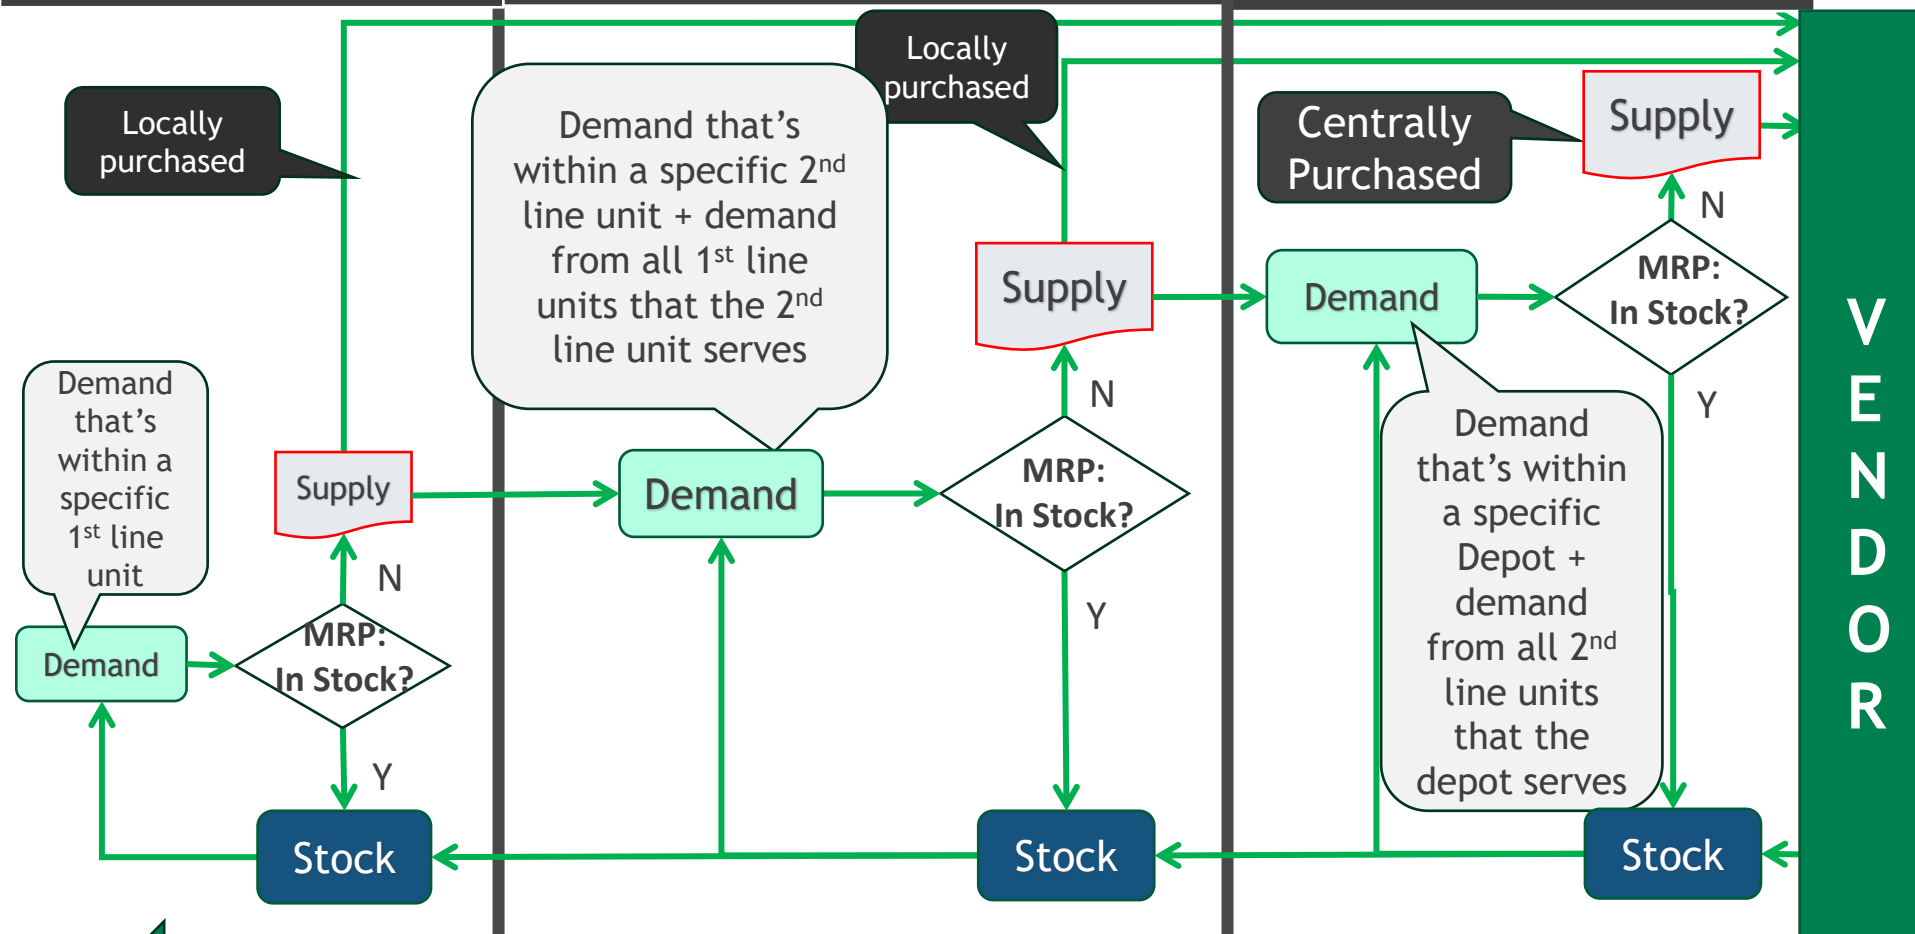 Locally
purchased
Demand
that’s
within a
specific
1st line
unit
Demand
MRP:
In Stock?
N
Y
Supply
Stock
Demand that’s
within a specific 2nd
line unit + demand
from all 1st line
units that the 2nd
line unit serves
Locally
purchased
Demand
MRP:
In Stock?
N
Y
Supply
Stock
Centrally
Purchased
Supply
N
Demand
MRP:
In Stock?
Y
Demand
that’s within
a specific
Depot +
demand
from all 2nd
line units
that the
depot serves
Stock
V
E
N
D
O
R